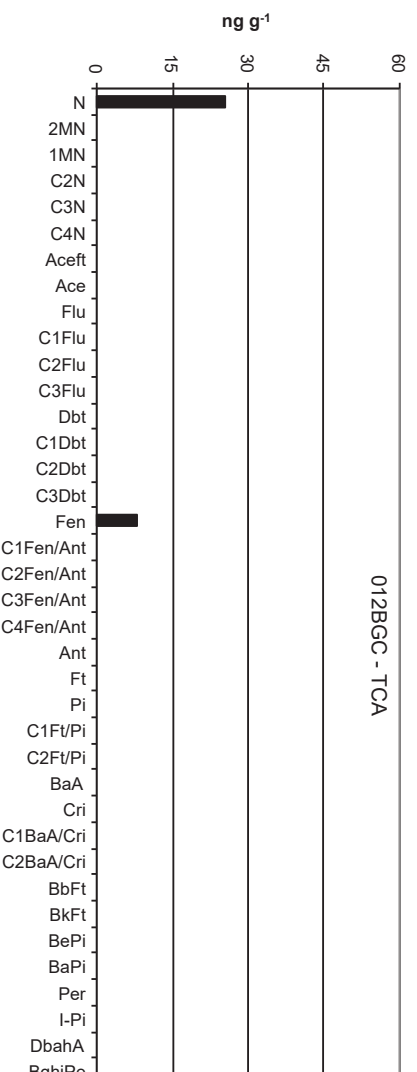 ng g-1
0
15
30
45
60
N
2MN
1MN
C2N
C3N
C4N
Aceft
Ace
Flu
C1Flu
C2Flu
C3Flu
Dbt
C1Dbt
C2Dbt
C3Dbt
Fen
C1Fen/Ant
C2Fen/Ant
C3Fen/Ant
C4Fen/Ant
Ant
Ft
Pi
C1Ft/Pi
C2Ft/Pi
BaA
Cri
C1BaA/Cri
C2BaA/Cri
BbFt
BkFt
BePi
BaPi
Per
I-Pi
DbahA
BghiPe
012BGC - TCA